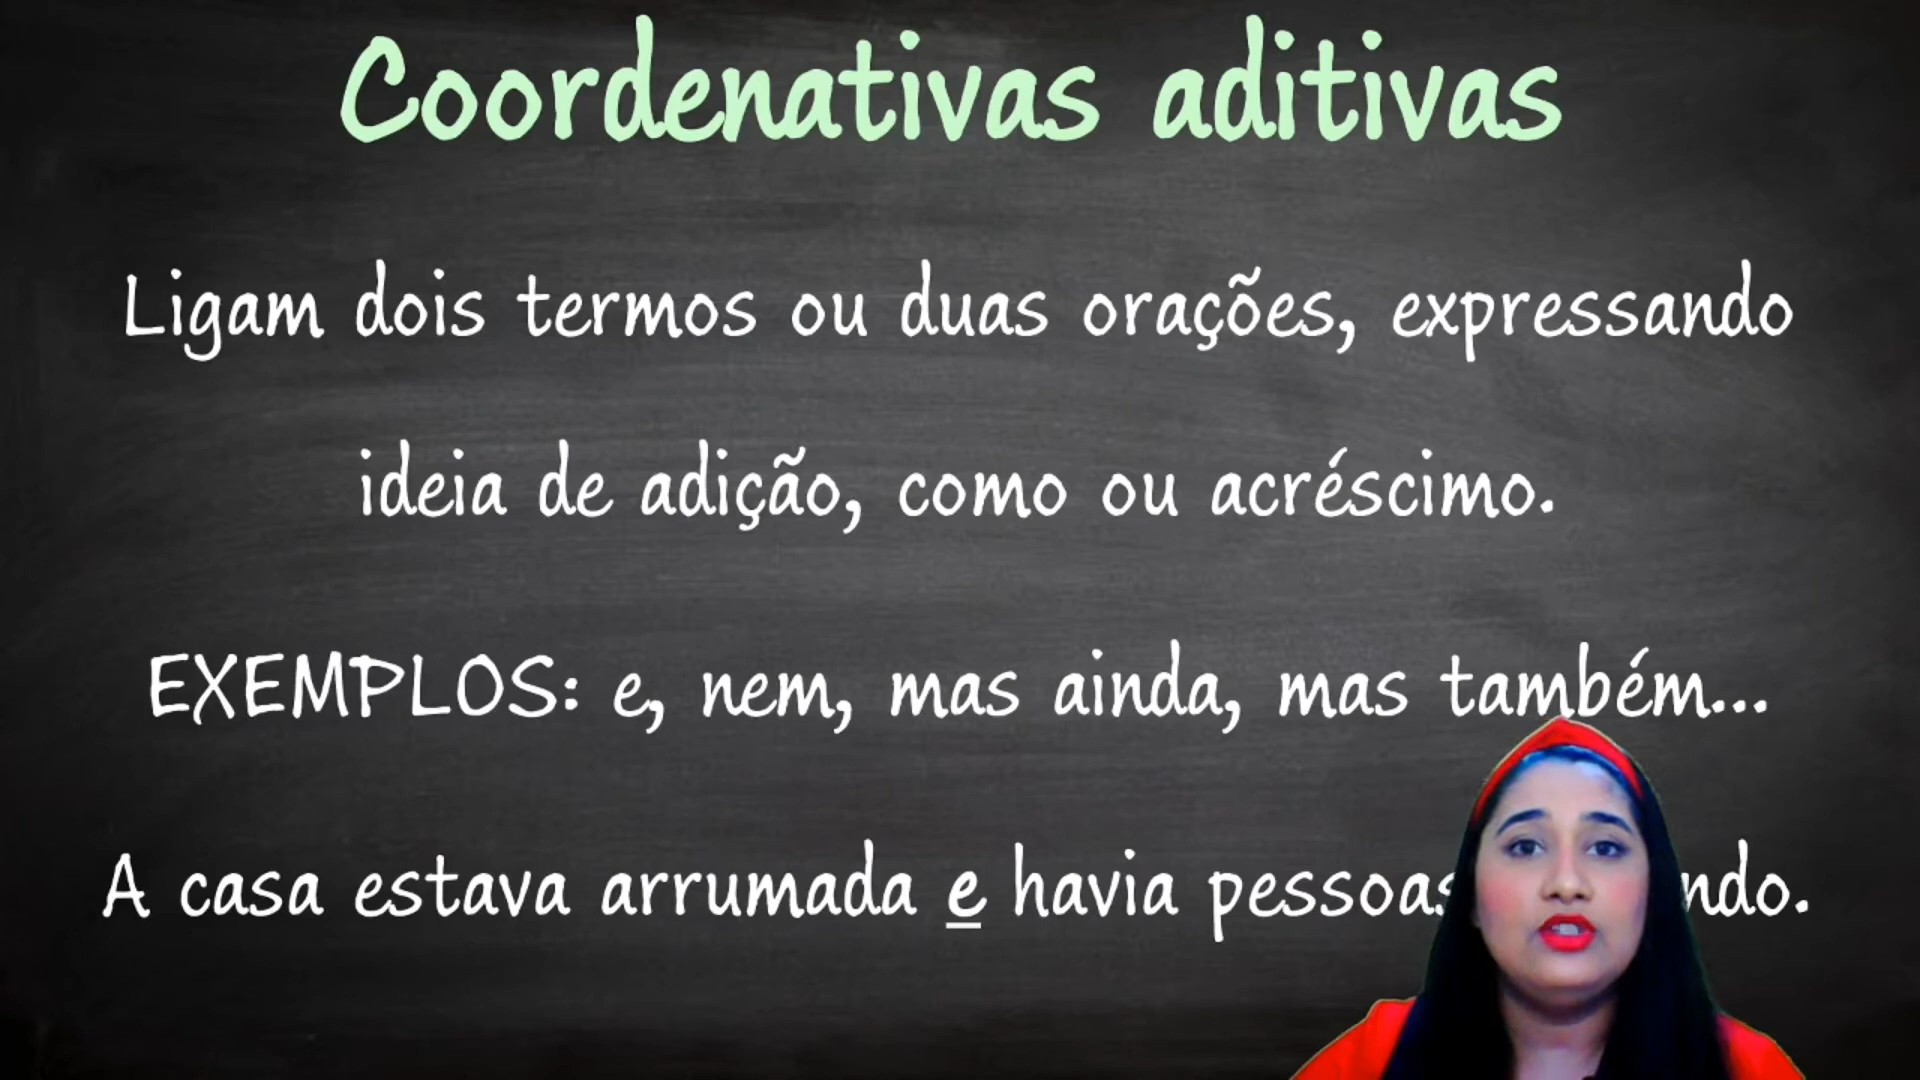 Coordenativas aditivas
Ligam dois termos ou duas orações, expressando
ideia de adição, como ou acréscimo.
EXEMPLOS: e, nem, mas ainda, mas também...
A casa estava arrumada e havia pessoas